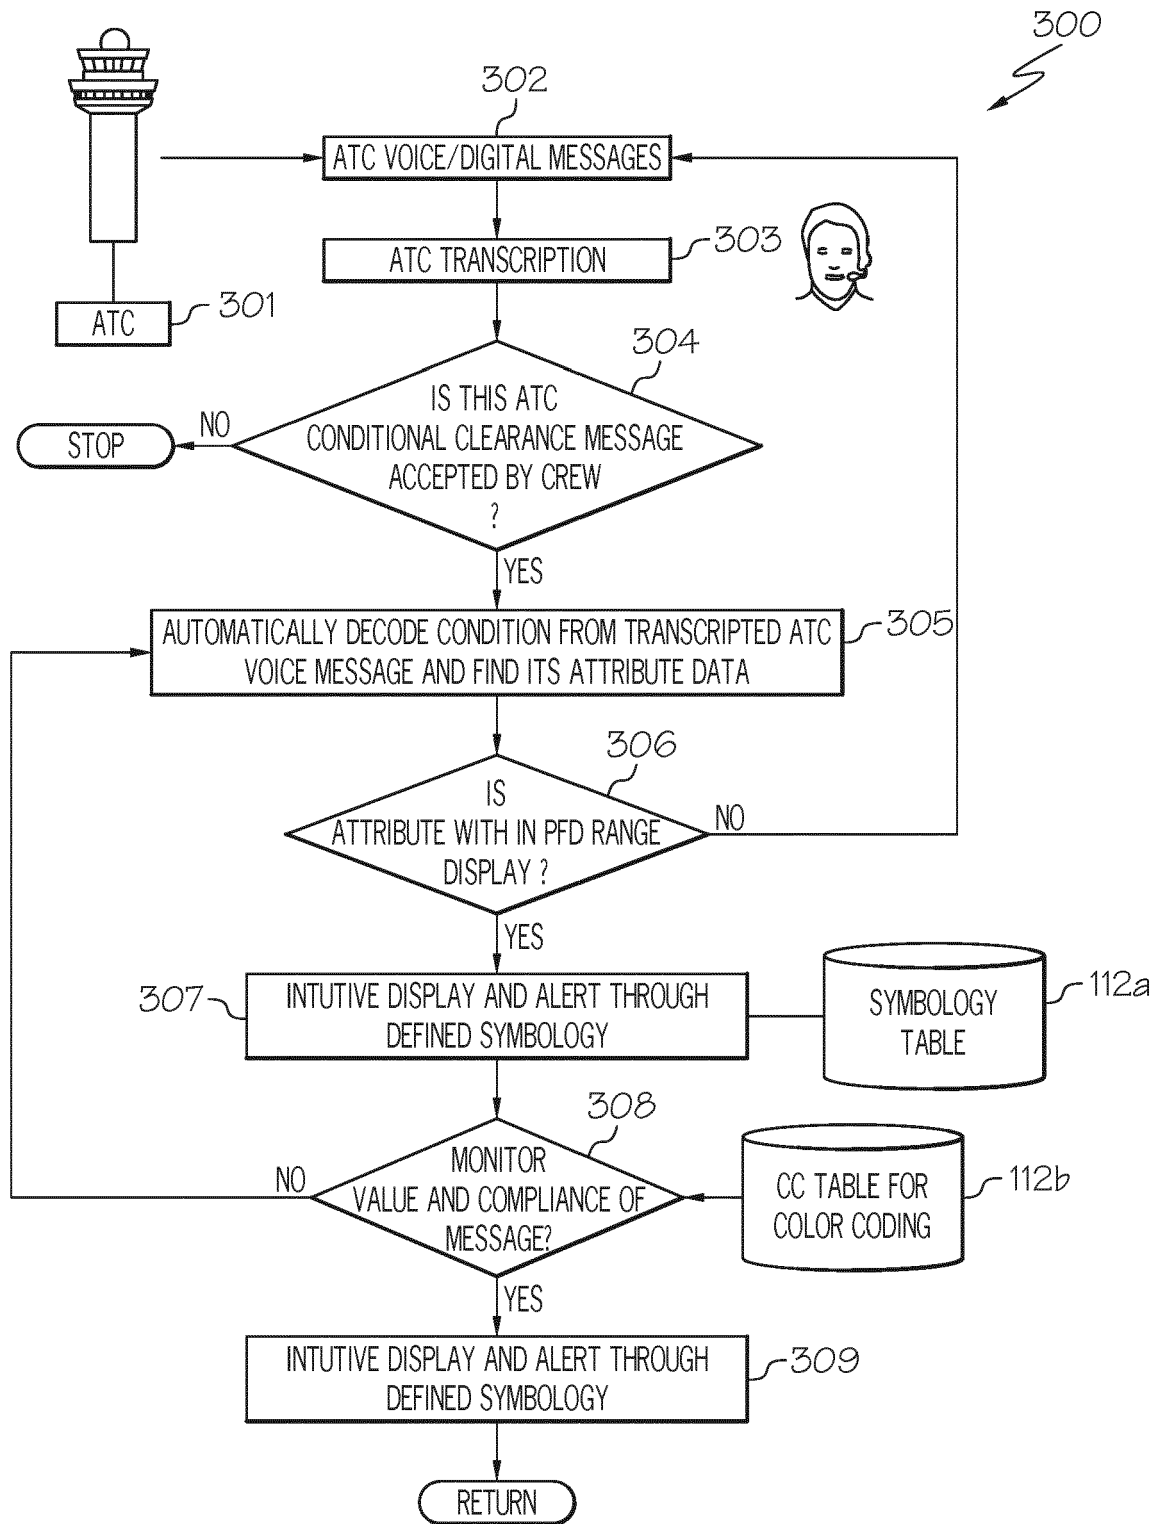 300
302
ATC VOICE/DIGITAL MESSAGES
303
ATC TRANSCRIPTION
301
ATC
304
IS THIS ATC
CONDITIONAL CLEARANCE MESSAGE
ACCEPTED BY CREW
?
NO
STOP
YES
305
AUTOMATICALLY DECODE CONDITION FROM TRANSCRIPTED ATC
VOICE MESSAGE AND FIND ITS ATTRIBUTE DATA
306
IS
ATTRIBUTE WITH IN PFD RANGE
DISPLAY ?
NO
YES
307
INTUTIVE DISPLAY AND ALERT THROUGH
DEFINED SYMBOLOGY
SYMBOLOGY
TABLE
112a
308
MONITOR
VALUE AND COMPLIANCE OF
MESSAGE?
NO
CC TABLE FOR
COLOR CODING
112b
YES
309
INTUTIVE DISPLAY AND ALERT THROUGH
DEFINED SYMBOLOGY
RETURN